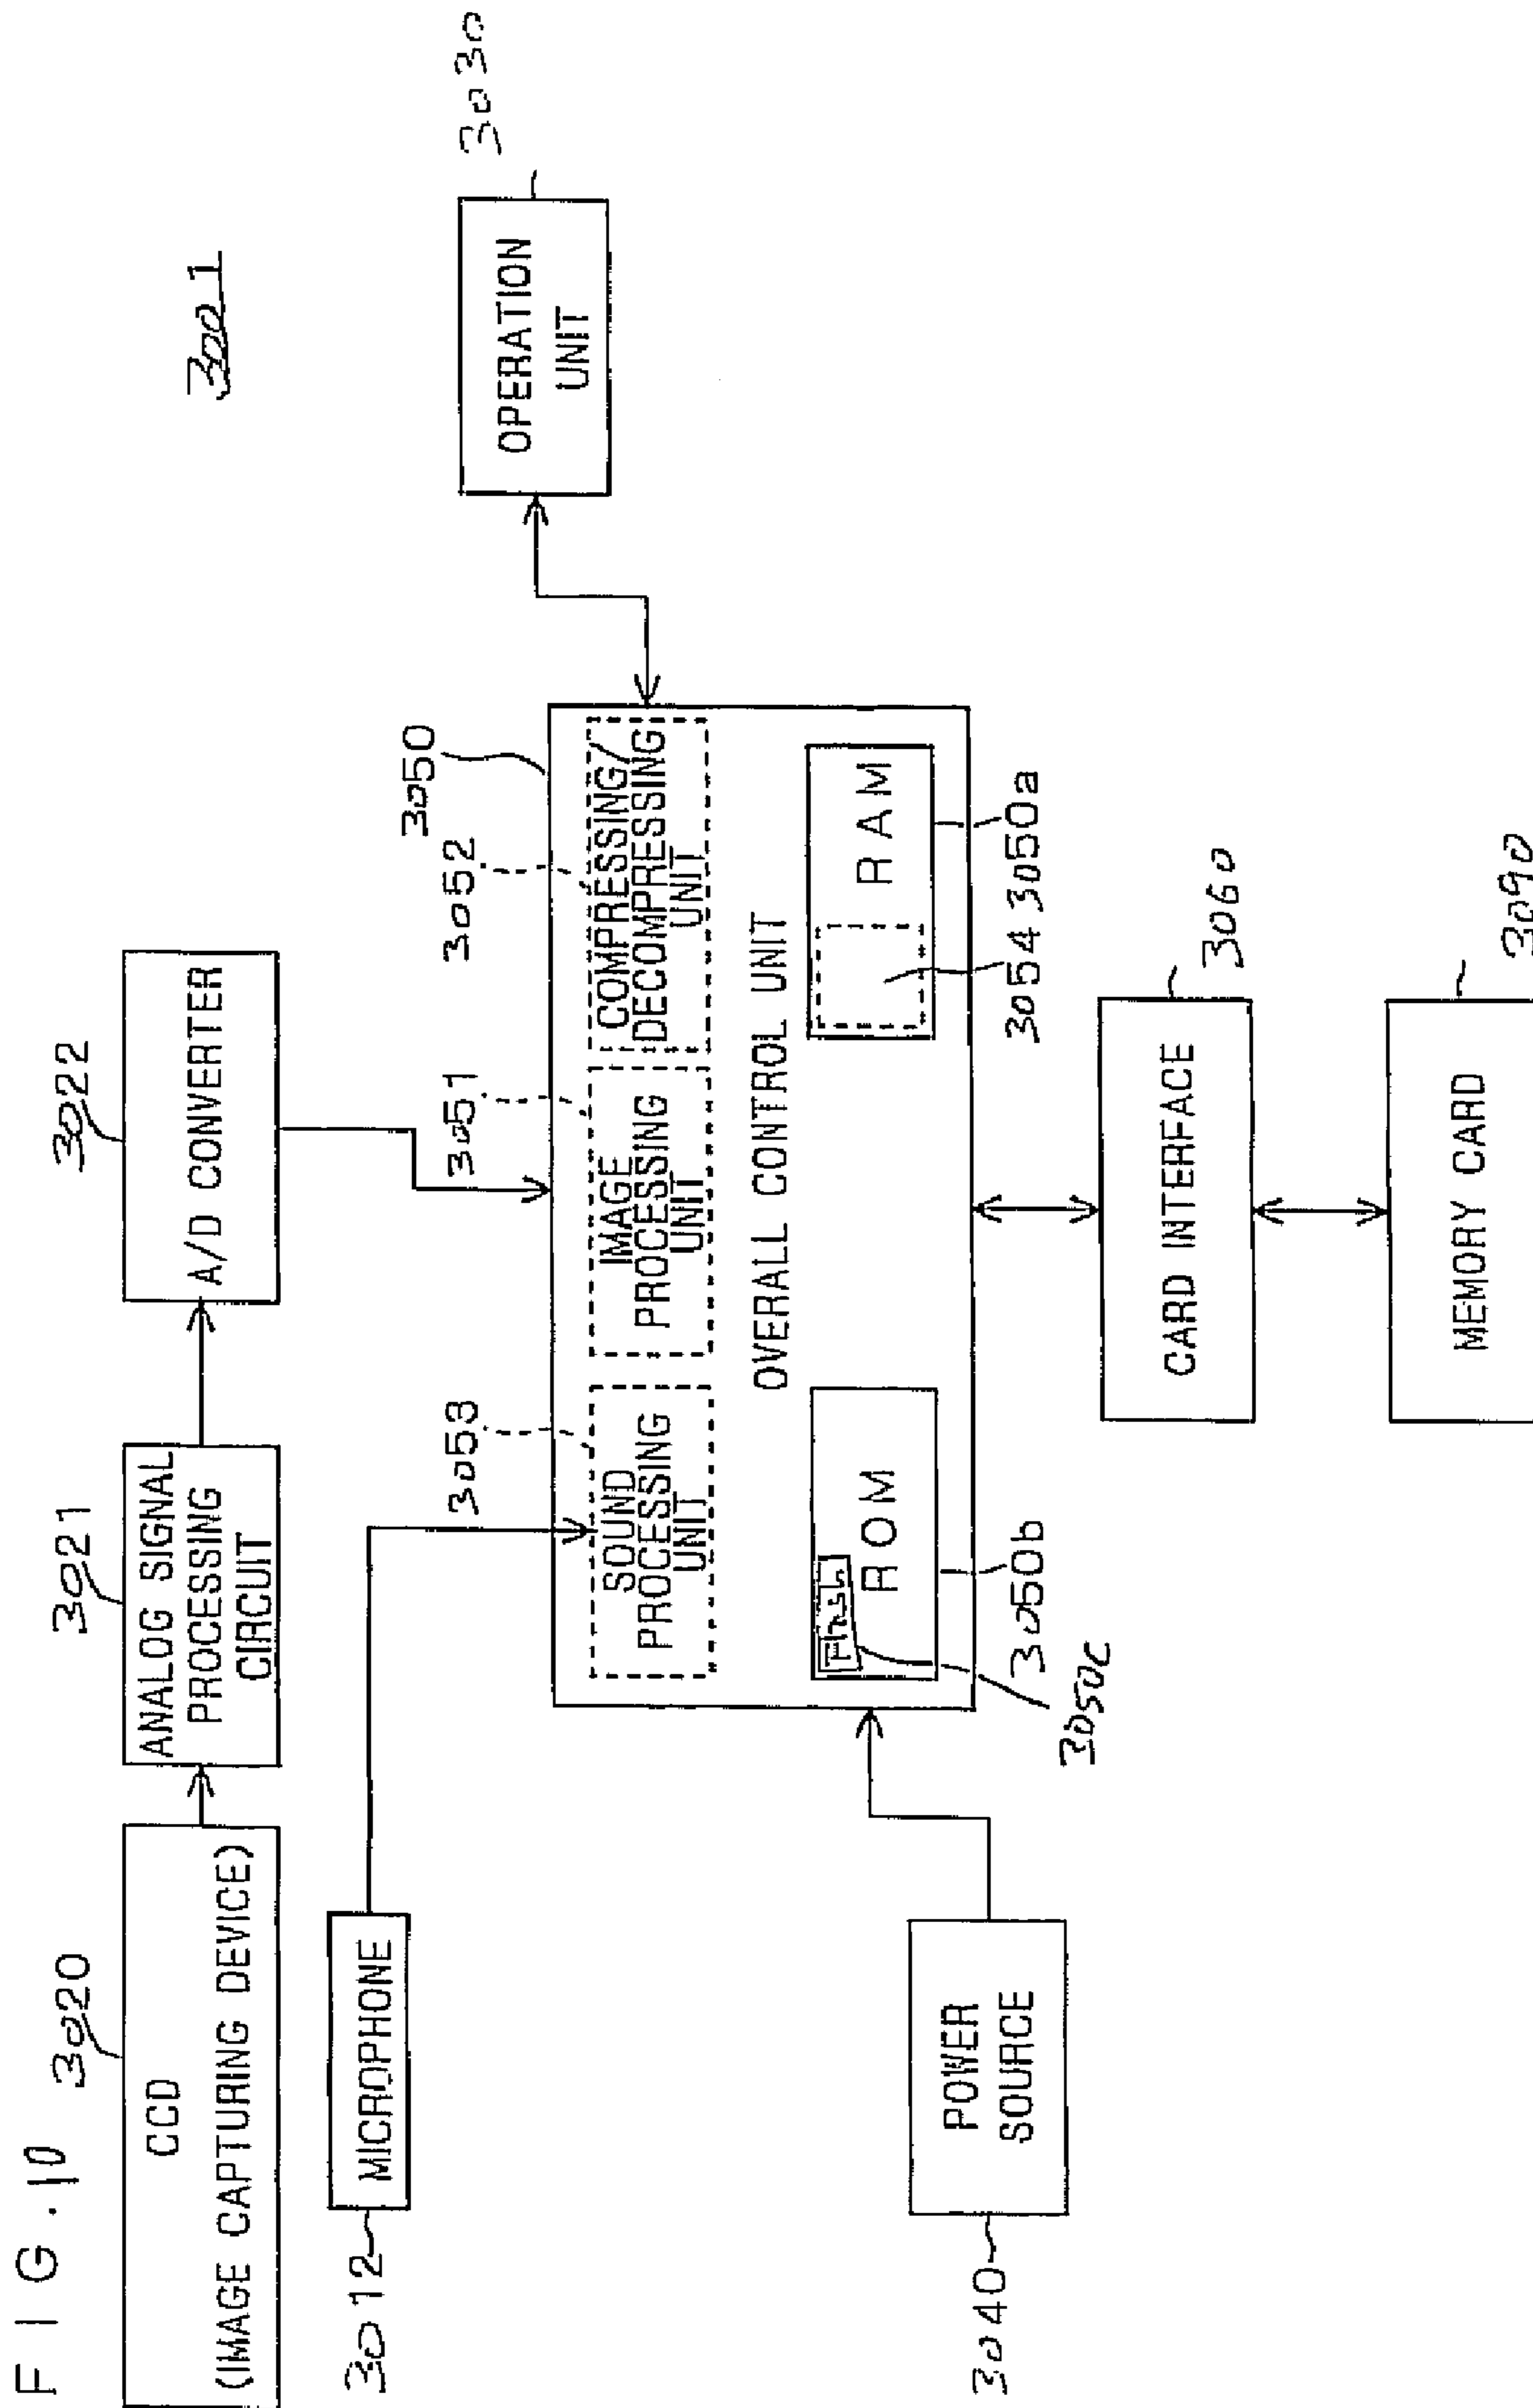 FIG. 10
3001
3020
CCD
(IMAGE CAPTURING DEVICE)
3021
ANALOG SIGNAL
PROCESSING
CIRCUIT
3022
A/D CONVERTER
3012
MICROPHONE
3030
OPERATION
UNIT
3050
3053
SOUND
PROCESSING
UNIT
3051
IMAGE
PROCESSING
UNIT
3052
COMPRESSING/
DECOMPRESSING
UNIT
OVERALL CONTROL UNIT
Flash
ROM
3050b
3050c
RAM
3054
3050a
3040
POWER
SOURCE
CARD INTERFACE
3060
MEMORY CARD
3090